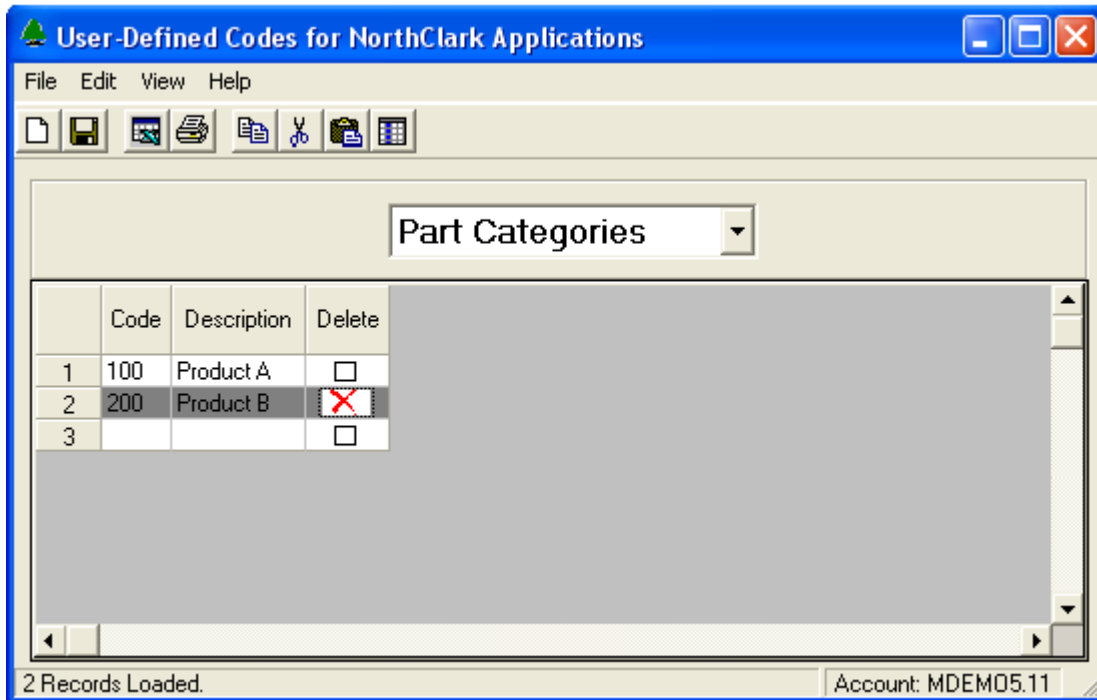 User-Defined Codes for NorthClark Applications
File Edit View Help
Part Categories
Code Description Delete
1 100 Product A
2 200 Product B
3
2 Records Loaded. Account: MDEMO5.11